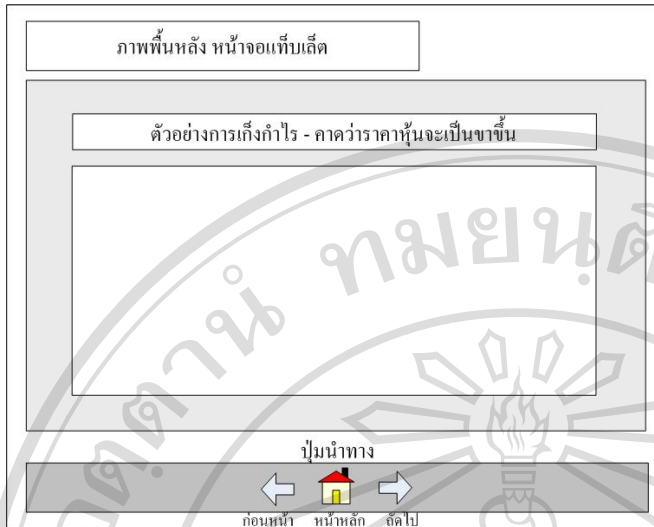 ภาพพื้นหลัง หน้าจอแท็บเล็ต
ตัวอย่างการเก็งกำไร - คาดว่าราคาหุ้นจะเป็นขาขึ้น
ปุ่มนำทาง
ก่อนหน้า หน้าหลัก ถัดไป